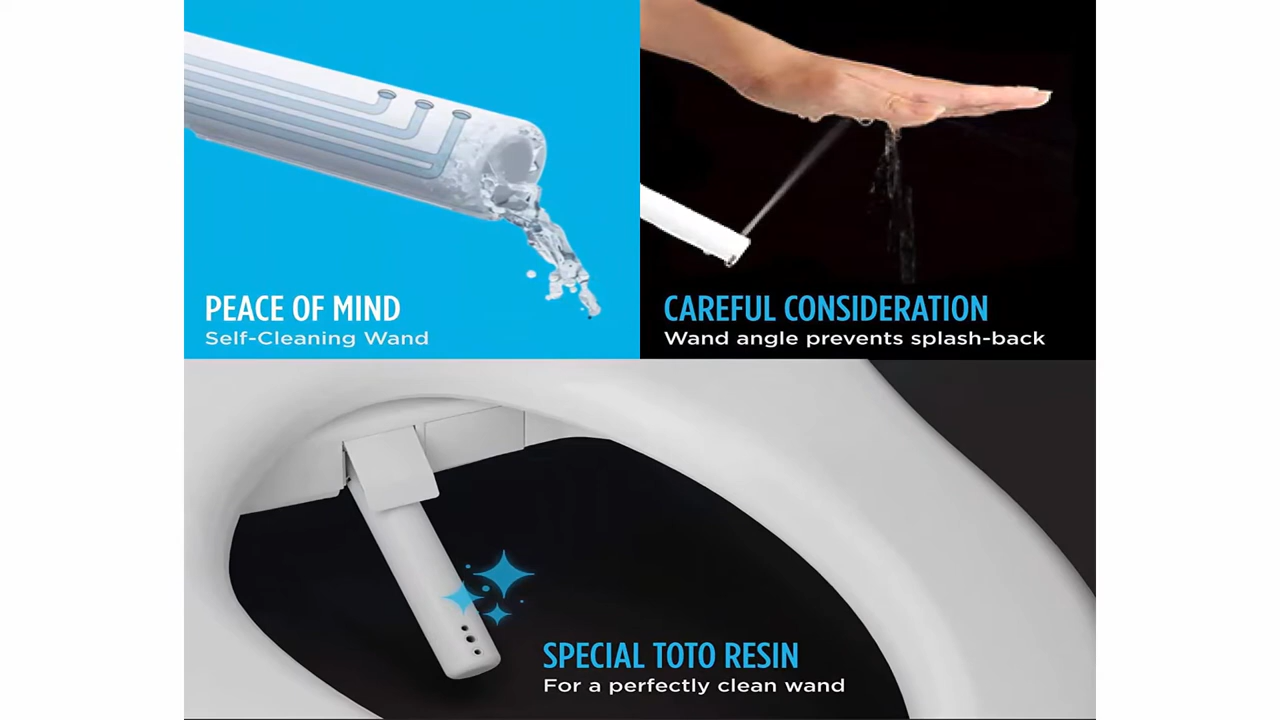 PEACE OF MIND
Self-Cleaning Wand
CAREFUL CONSIDERATION
Wand angle prevents splash-back
SPECIAL TOTO RESIN
For a perfectly clean wand